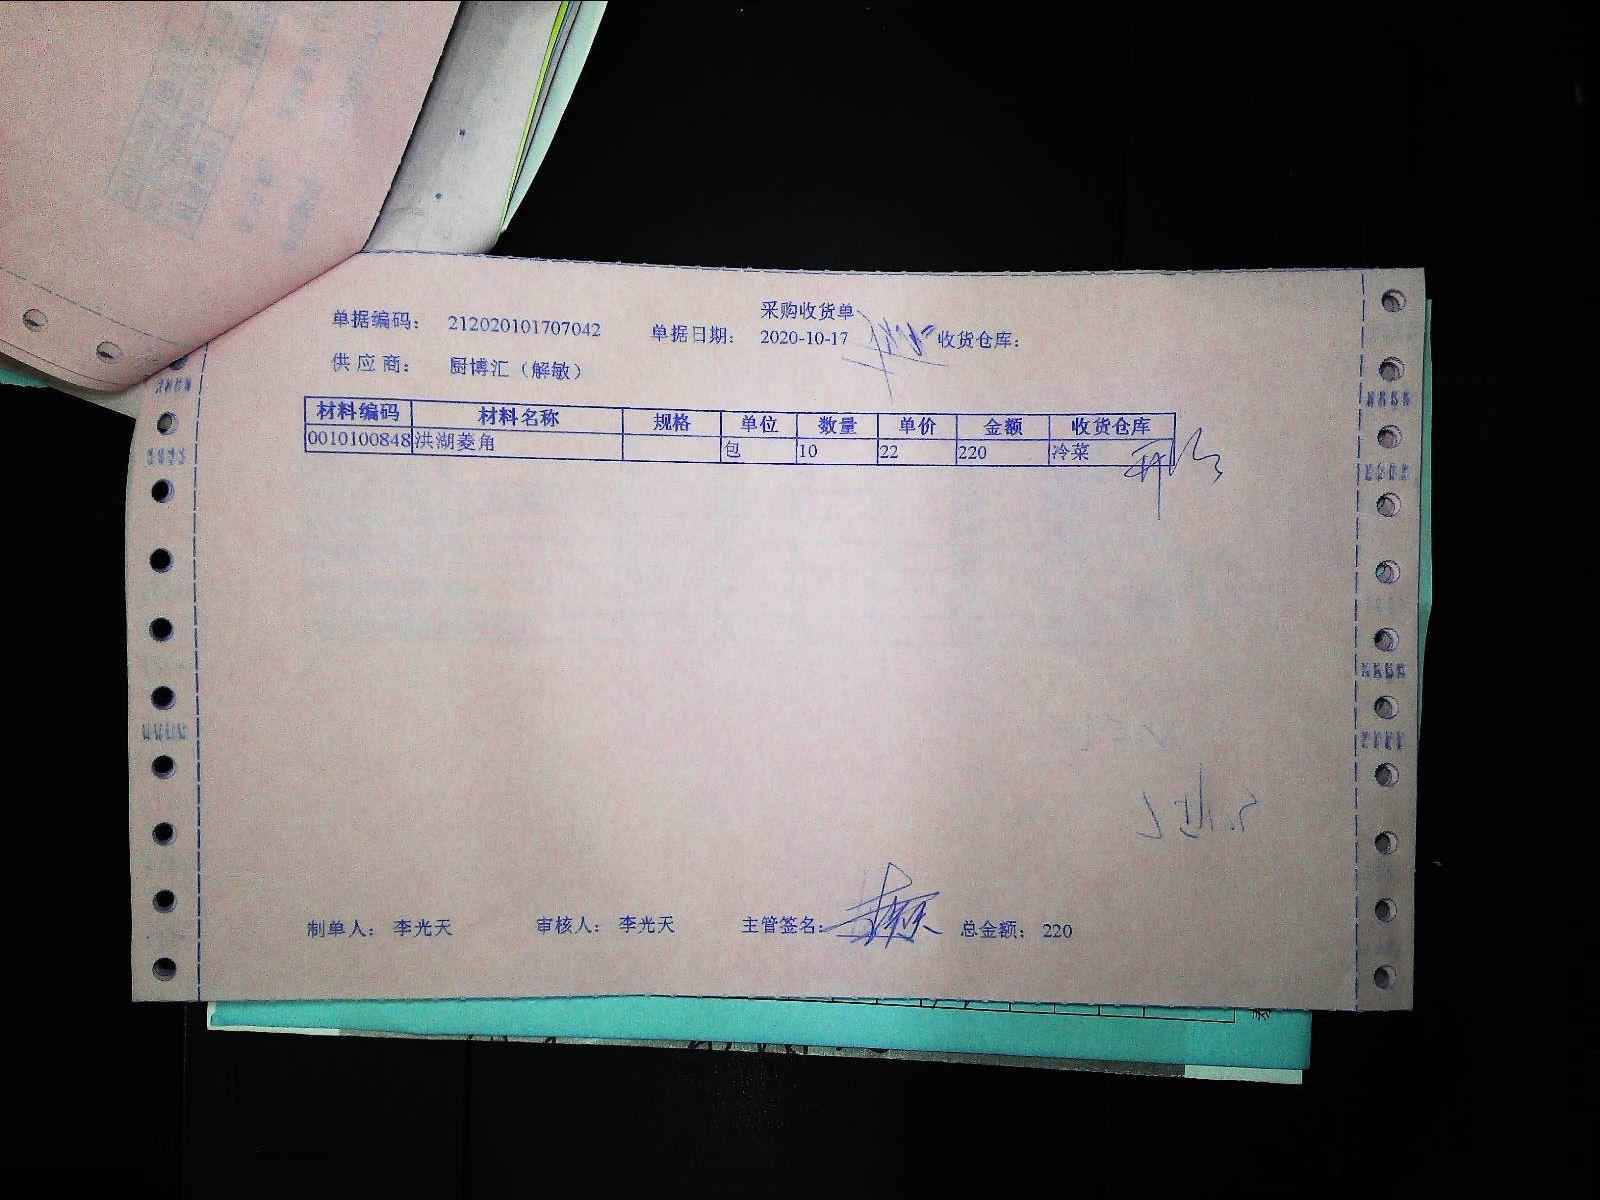 采购收货单
单据编码： 212020101707042 单据日期： 2020-10-17 收货仓库：
供应商： 厨博汇（解敏）
材料编码 材料名称 规格 单位 数量 单价 金额 收货仓库
0010100848 洪湖菱角 包 10 22 220 冷菜
制单人： 李光天 审核人： 李光天 主管签名： 总金额： 220